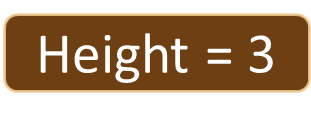 Height = 3